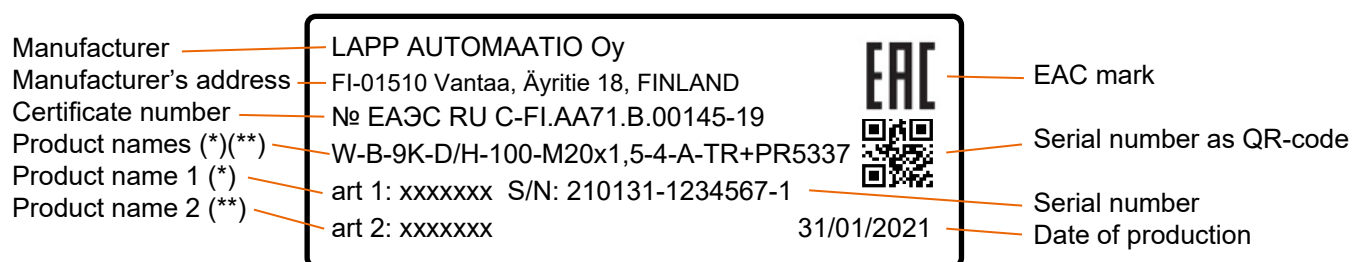 Manufacturer
Manufacturer's address
Certificate number
Product names (*)(**)
Product name 1 (*)
Product name 2 (**)
LAPP AUTOMAATIO Oy
FI-01510 Vantaa, Äyritie 18, FINLAND
№ ЕАЭС RU C-FI.AA71.B.00145-19
W-B-9K-D/H-100-M20x1,5-4-A-TR+PR5337
art 1: xxxxxxx S/N: 210131-1234567-1
art 2: xxxxxxx 31/01/2021
EAC
EAC mark
Serial number as QR-code
Serial number
Date of production